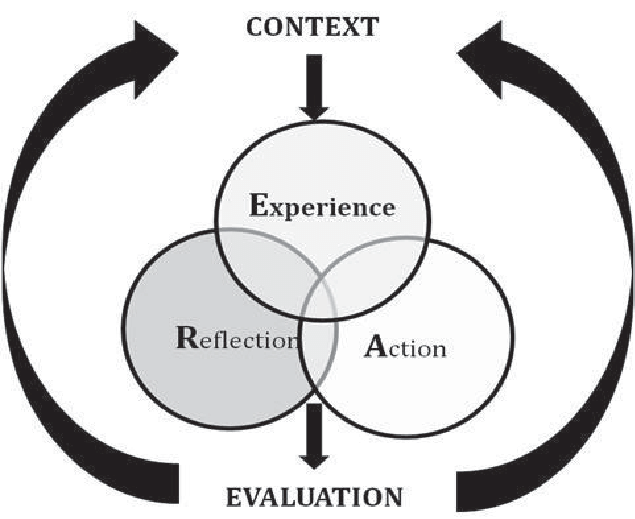 CONTEXT
Experience
Reflection
Action
EVALUATION